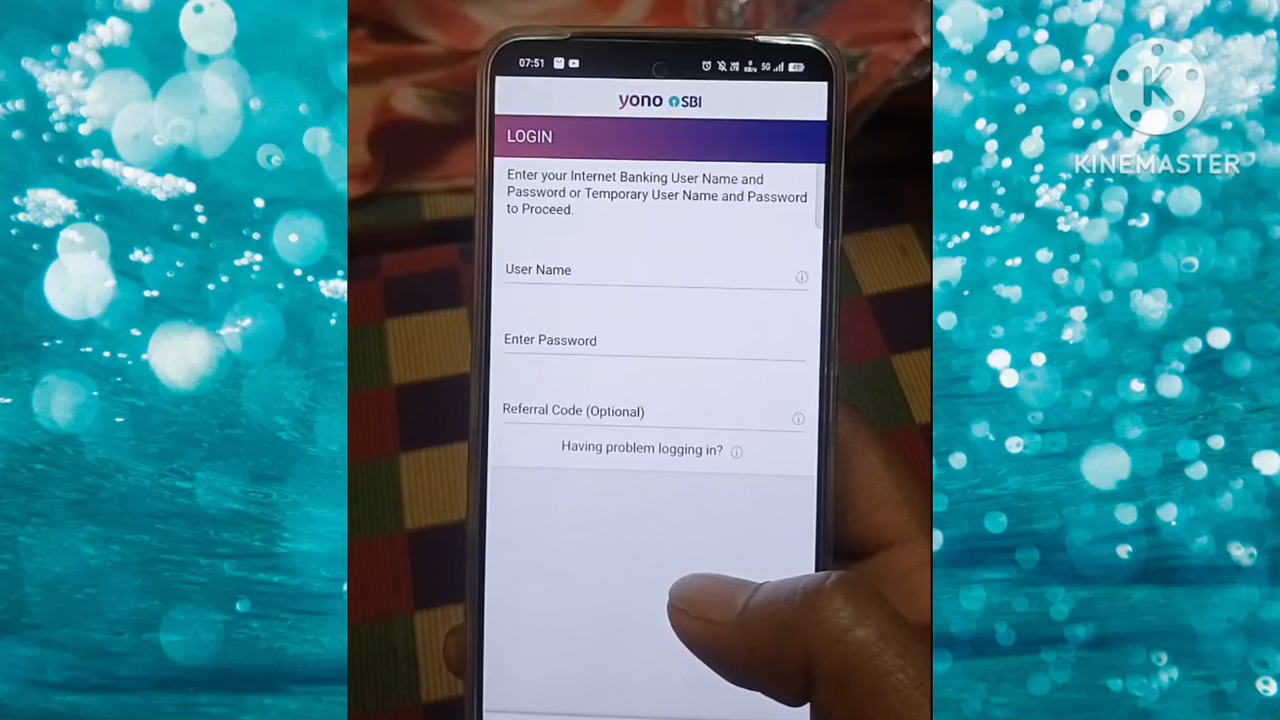 07:51
5G
yono SBI
LOGIN
Enter your Internet Banking User Name and
Password or Temporary User Name and Password
to Proceed.
User Name
Enter Password
Referral Code (Optional)
Having problem logging in?
K
KINEMASTER